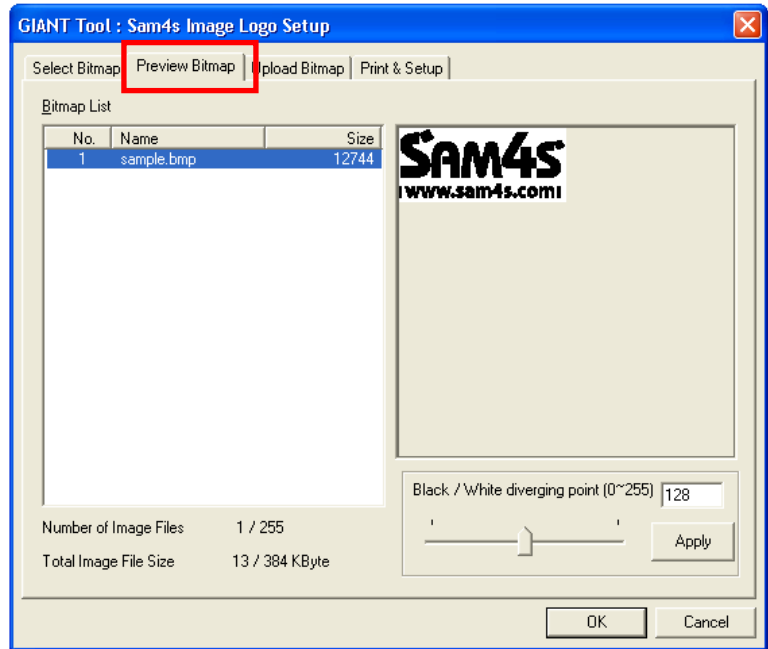 GIANT Tool : Sam4s Image Logo Setup
Select Bitmap Preview Bitmap Upload Bitmap Print & Setup
Bitmap List
No. Name Size
1 sample.bmp 12744
SAM4S
www.sam4s.com
Black / White diverging point (0~255) 128
Number of Image Files 1 / 255
Apply
Total Image File Size 13 / 384 KByte
OK Cancel